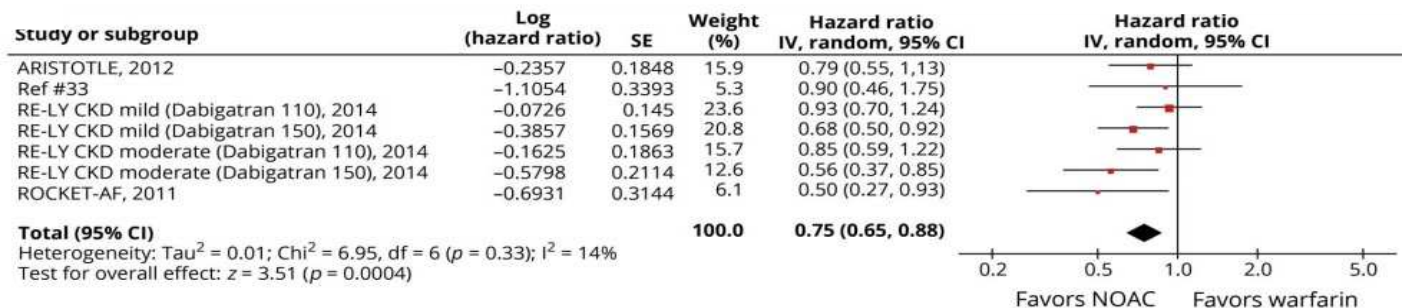 Study or subgroup Log (hazard ratio) SE Weight (%) Hazard ratio IV, random, 95% CI Hazard ratio IV, random, 95% CI
ARISTOTLE, 2012 −0.2357 0.1848 15.9 0.79 (0.55, 1,13)
Ref #33 −1.1054 0.3393 5.3 0.90 (0.46, 1.75)
RE-LY CKD mild (Dabigatran 110), 2014 −0.0726 0.145 23.6 0.93 (0.70, 1.24)
RE-LY CKD mild (Dabigatran 150), 2014 −0.3857 0.1569 20.8 0.68 (0.50, 0.92)
RE-LY CKD moderate (Dabigatran 110), 2014 −0.1625 0.1863 15.7 0.85 (0.59, 1.22)
RE-LY CKD moderate (Dabigatran 150), 2014 −0.5798 0.2114 12.6 0.56 (0.37, 0.85)
ROCKET-AF, 2011 −0.6931 0.3144 6.1 0.50 (0.27, 0.93)
Total (95% CI) 100.0 0.75 (0.65, 0.88)
Heterogeneity: Tau² = 0.01; Chi² = 6.95, df = 6 (p = 0.33); I² = 14%
Test for overall effect: z = 3.51 (p = 0.0004)
0.2 0.5 1.0 2.0 5.0
Favors NOAC Favors warfarin